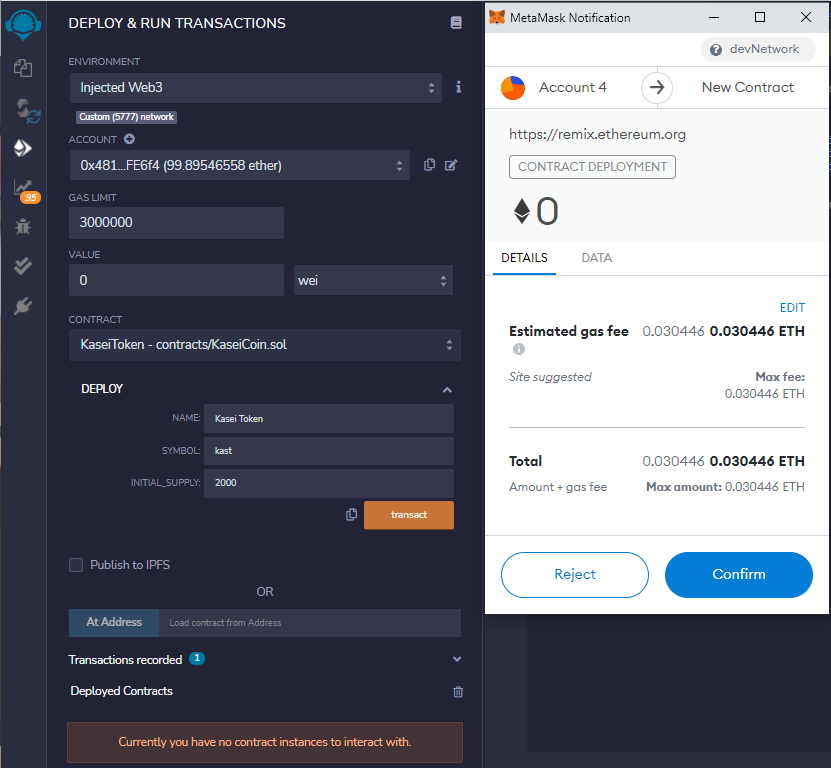 DEPLOY & RUN TRANSACTIONS
ENVIRONMENT
Injected Web3
i
Custom (5777) network
ACCOUNT
0x481...FE6f4 (99.89546558 ether)
95
GAS LIMIT
3000000
VALUE
0
wei
CONTRACT
KaseiToken - contracts/KaseiCoin.sol
DEPLOY
NAME: Kasei Token
SYMBOL: kast
INITIAL_SUPPLY: 2000
transact
Publish to IPFS
OR
At Address Load contract from Address
Transactions recorded 1
Deployed Contracts
Currently you have no contract instances to interact with.
MetaMask Notification
? devNetwork
Account 4 New Contract
https://remix.ethereum.org
CONTRACT DEPLOYMENT
0
DETAILS DATA
EDIT
Estimated gas fee 0.030446 0.030446 ETH
i
Site suggested Max fee:
0.030446 ETH
Total 0.030446 0.030446 ETH
Amount + gas fee Max amount: 0.030446 ETH
Reject Confirm